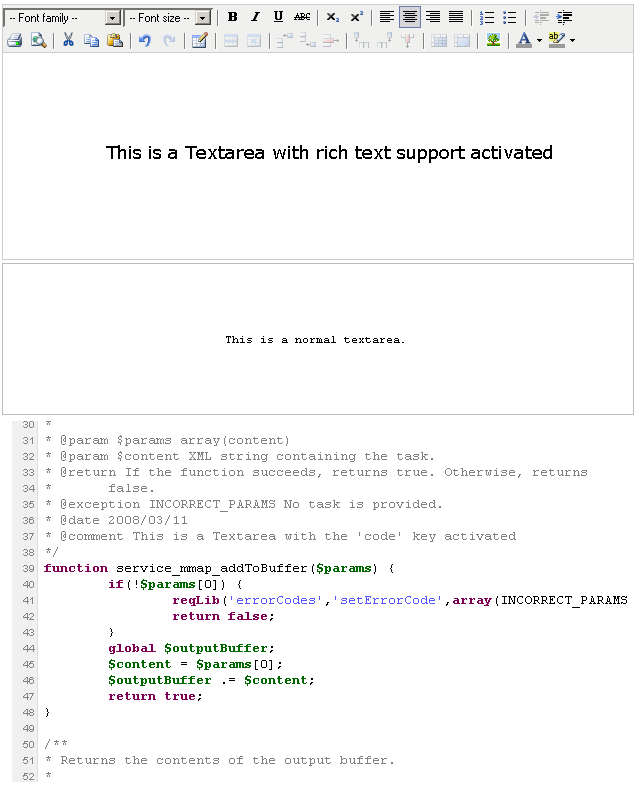 -- Font family -- -- Font size -- B I U ABC x₂ x²
A ab
This is a Textarea with rich text support activated
This is a normal textarea.
30 *
31 * @param $params array(content)
32 * @param $content XML string containing the task.
33 * @return If the function succeeds, returns true. Otherwise, returns
34 *       false.
35 * @exception INCORRECT_PARAMS No task is provided.
36 * @date 2008/03/11
37 * @comment This is a Textarea with the 'code' key activated
38 */
39 function service_mmap_addToBuffer($params) {
40         if(!$params[0]) {
41                 reqLib('errorCodes','setErrorCode',array(INCORRECT_PARAMS
42                 return false;
43         }
44         global $outputBuffer;
45         $content = $params[0];
46         $outputBuffer .= $content;
47         return true;
48 }
49
50 /**
51 * Returns the contents of the output buffer.
52 *